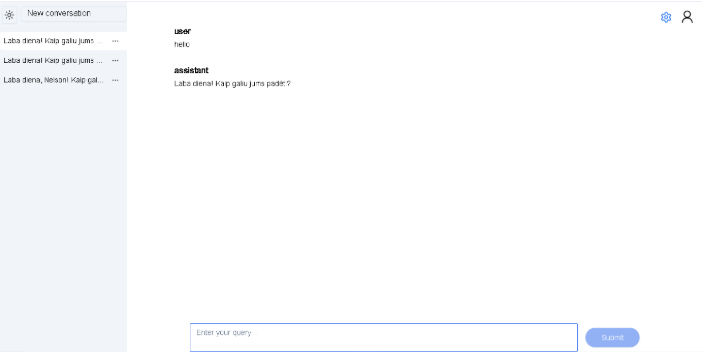 New conversation
Laba diena! Kaip galiu jums ...
Laba diena! Kaip galiu jums ...
Laba diena, Nelson! Kaip gal...
user
hello
assistant
Laba diena! Kaip galiu jums padėti?
Enter your query
Submit